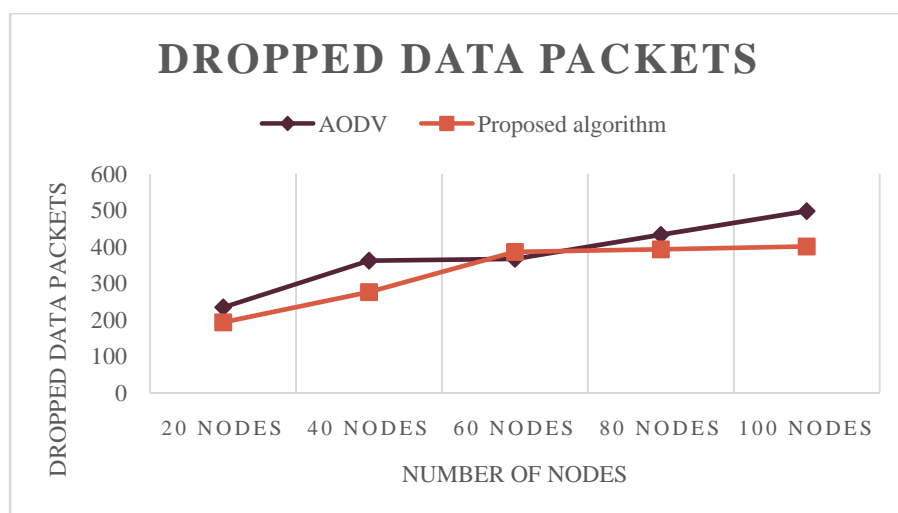 DROPPED DATA PACKETS
AODV
Proposed algorithm
DROPPED DATA PACKETS
600
500
400
300
200
100
0
20 NODES
40 NODES
60 NODES
80 NODES
100 NODES
NUMBER OF NODES